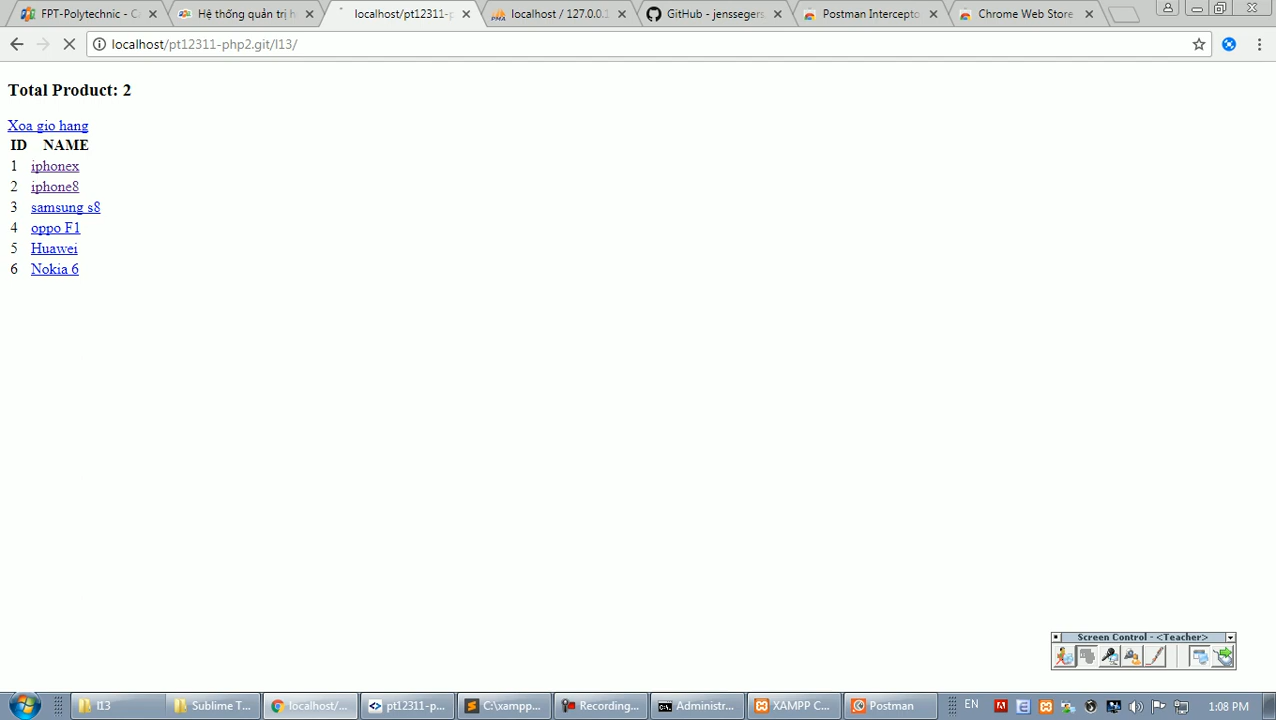 FPT-Polytechnic - C
Hệ thống quản trị h
localhost/pt12311-p
localhost / 127.0.0.1
GitHub - jenssegers
Postman Intercepto
Chrome Web Store
localhost/pt12311-php2.git/l13/
Total Product: 2
Xoa gio hang
ID NAME
1 iphonex
2 iphone8
3 samsung s8
4 oppo F1
5 Huawei
6 Nokia 6
Screen Control - <Teacher>
l13
Sublime T...
localhost/...
pt12311-p...
C:\xampp...
Recording...
Administr...
XAMPP C...
Postman
EN
1:08 PM